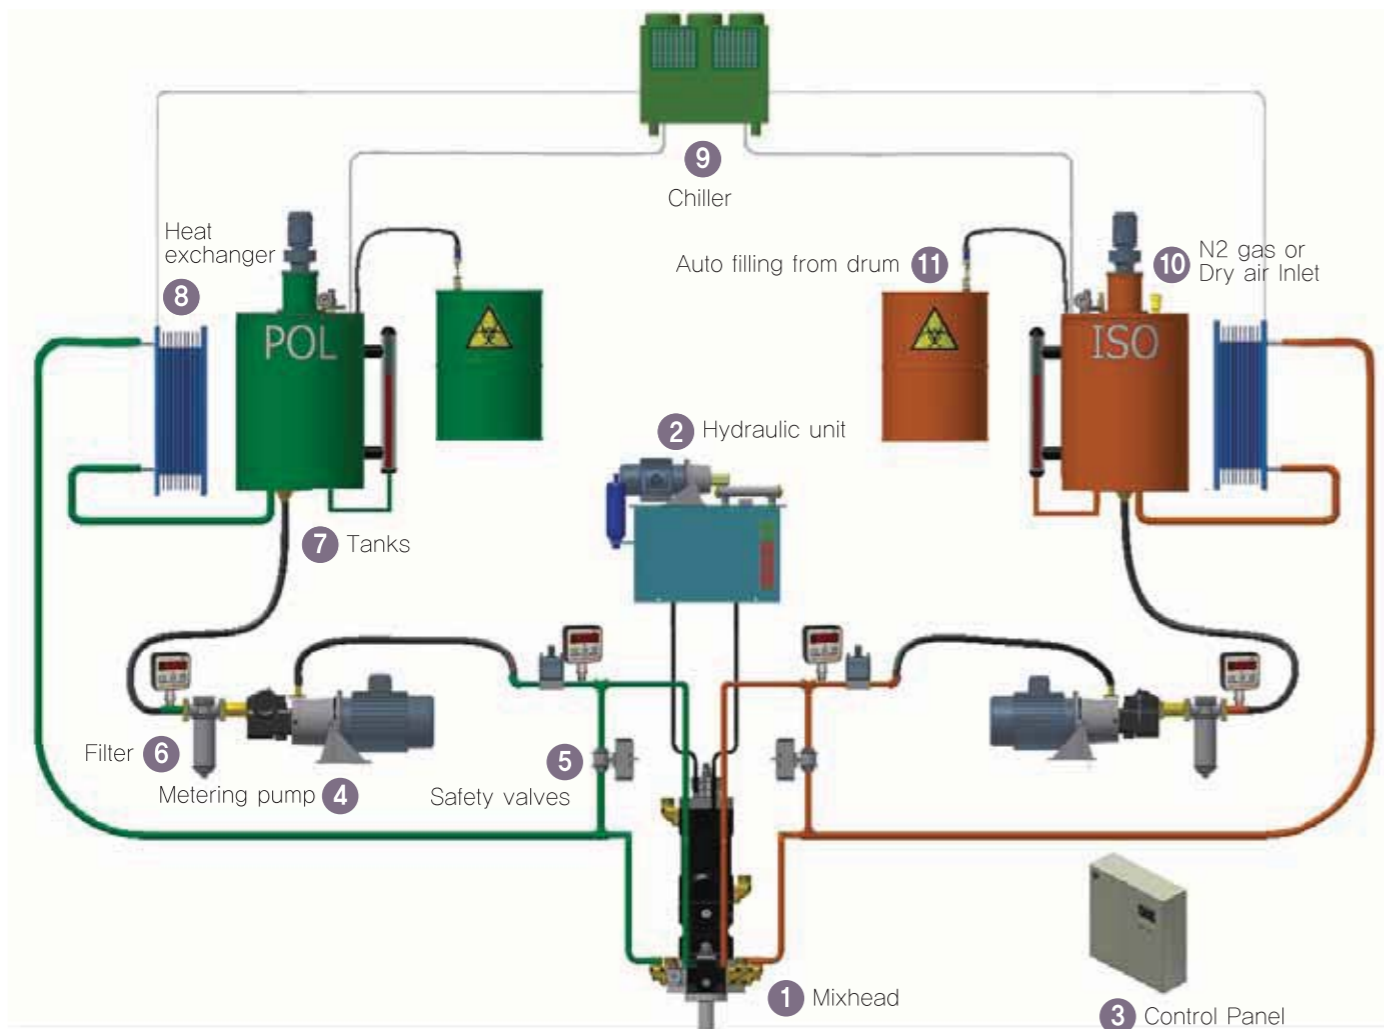 9
Chiller
Heat
exchanger
8
Auto filling from drum 11
10 N2 gas or
Dry air Inlet
POL
ISO
2 Hydraulic unit
7 Tanks
Filter 6
Metering pump 4
5
Safety valves
1 Mixhead
3 Control Panel